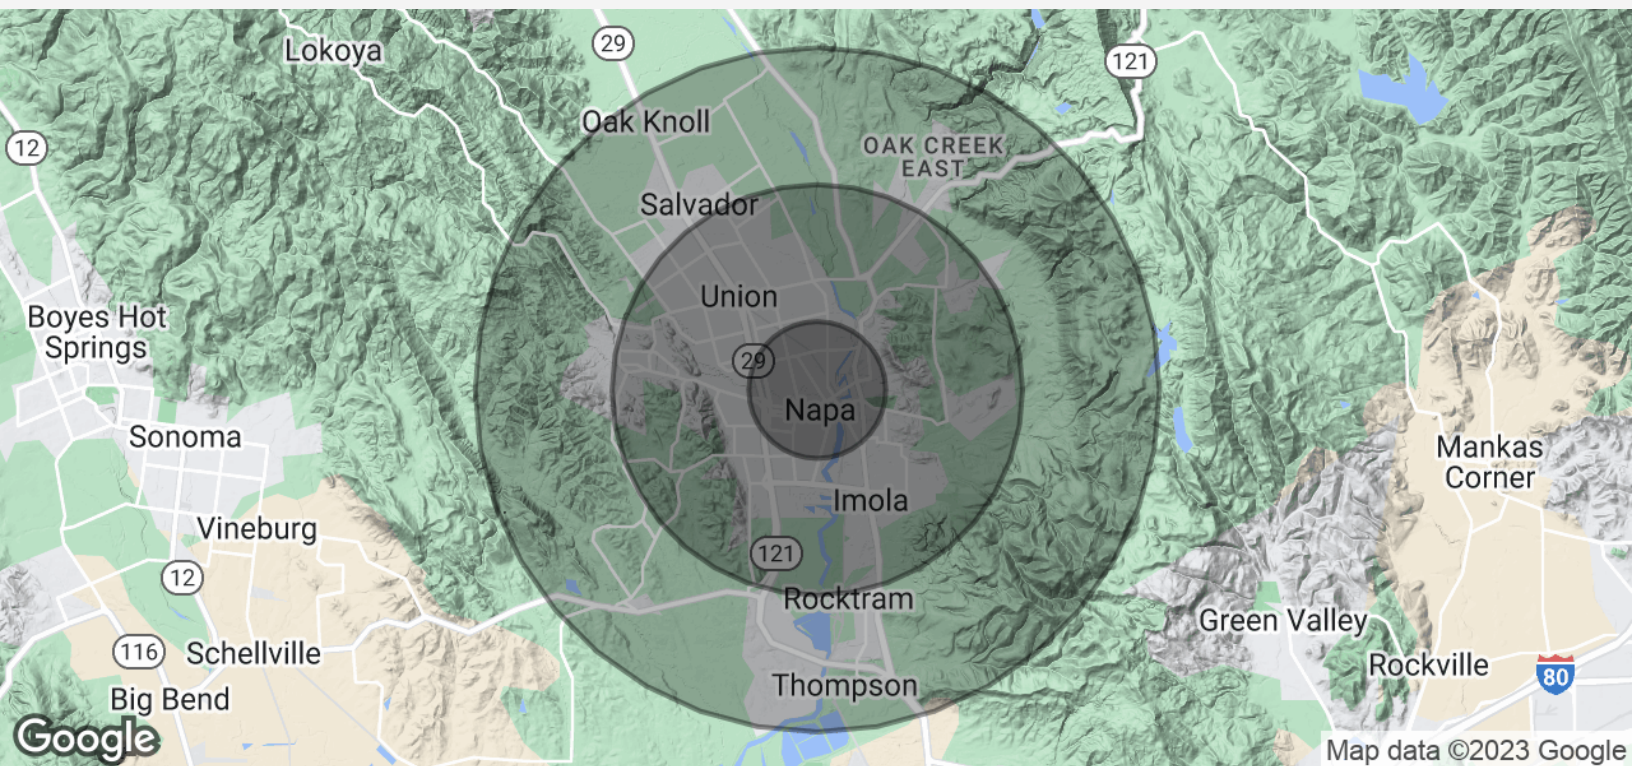 Lokoya
29
121
Oak Knoll
12
OAK CREEK
EAST
Salvador
Union
Boyes Hot
Springs
29
Napa
Sonoma
Mankas
Corner
Imola
Vineburg
121
12
Rocktram
Green Valley
116
Schellville
Rockville
80
Thompson
Big Bend
Google
Map data ©2023 Google